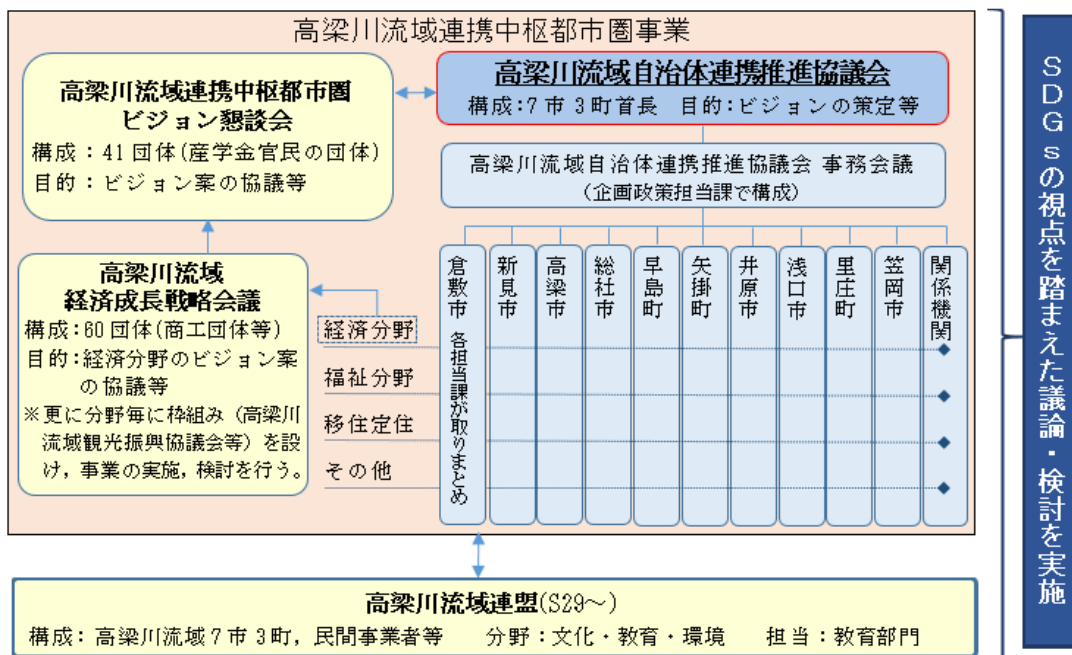 高梁川流域連携中枢都市圏事業
高梁川流域連携中枢都市圏
ビジョン懇談会
構成：41団体(産学金官民の団体)
目的：ビジョン案の協議等
高梁川流域自治体連携推進協議会
構成:7市3町首長　目的:ビジョンの策定等
高梁川流域自治体連携推進協議会 事務会議
(企画政策担当課で構成)
高梁川流域
経済成長戦略会議
構成:60団体(商工団体等)
目的:経済分野のビジョン案
の協議等
※更に分野毎に枠組み（高梁川
流域観光振興協議会等）を設
け，事業の実施，検討を行う。
経済分野
福祉分野
移住定住
その他
倉敷市　各担当課が取りまとめ
新見市
高梁市
総社市
早島町
矢掛町
井原市
浅口市
里庄町
笠岡市
関係機関
高梁川流域連盟(S29～)
構成：高梁川流域7市3町，民間事業者等　分野：文化・教育・環境　担当：教育部門
SDGsの視点を踏まえた議論・検討を実施